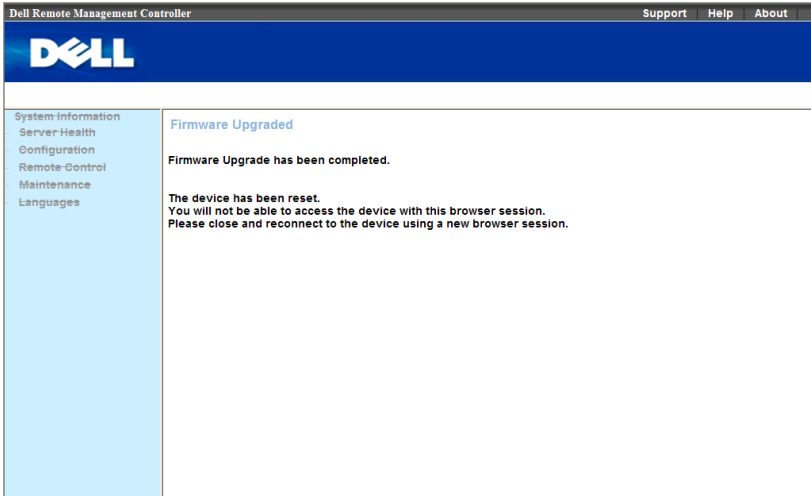 Dell Remote Management Controller
Support Help About
DELL
System Information
Server Health
Configuration
Remote Control
Maintenance
Languages
Firmware Upgraded
Firmware Upgrade has been completed.
The device has been reset.
You will not be able to access the device with this browser session.
Please close and reconnect to the device using a new browser session.